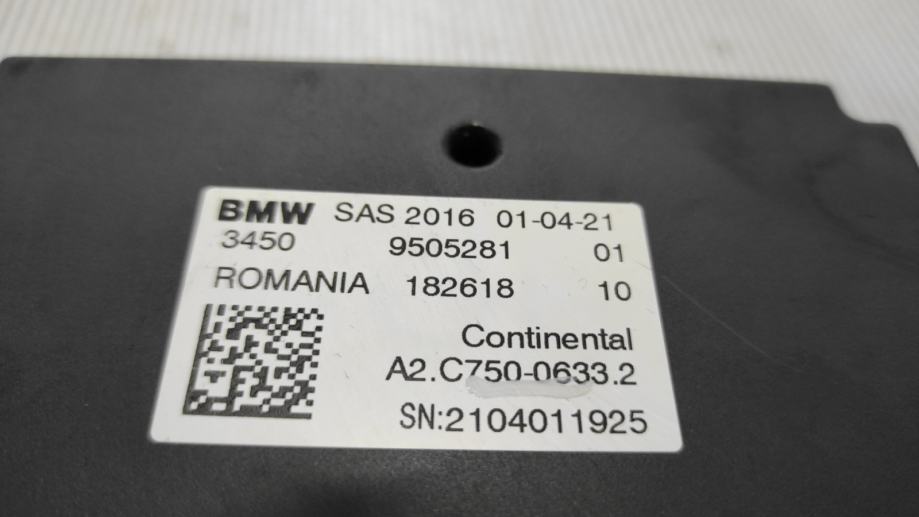 BMW SAS 2016 01-04-21
3450 9505281 01
ROMANIA 182618 10
Continental
A2.C750-0633.2
SN:2104011925